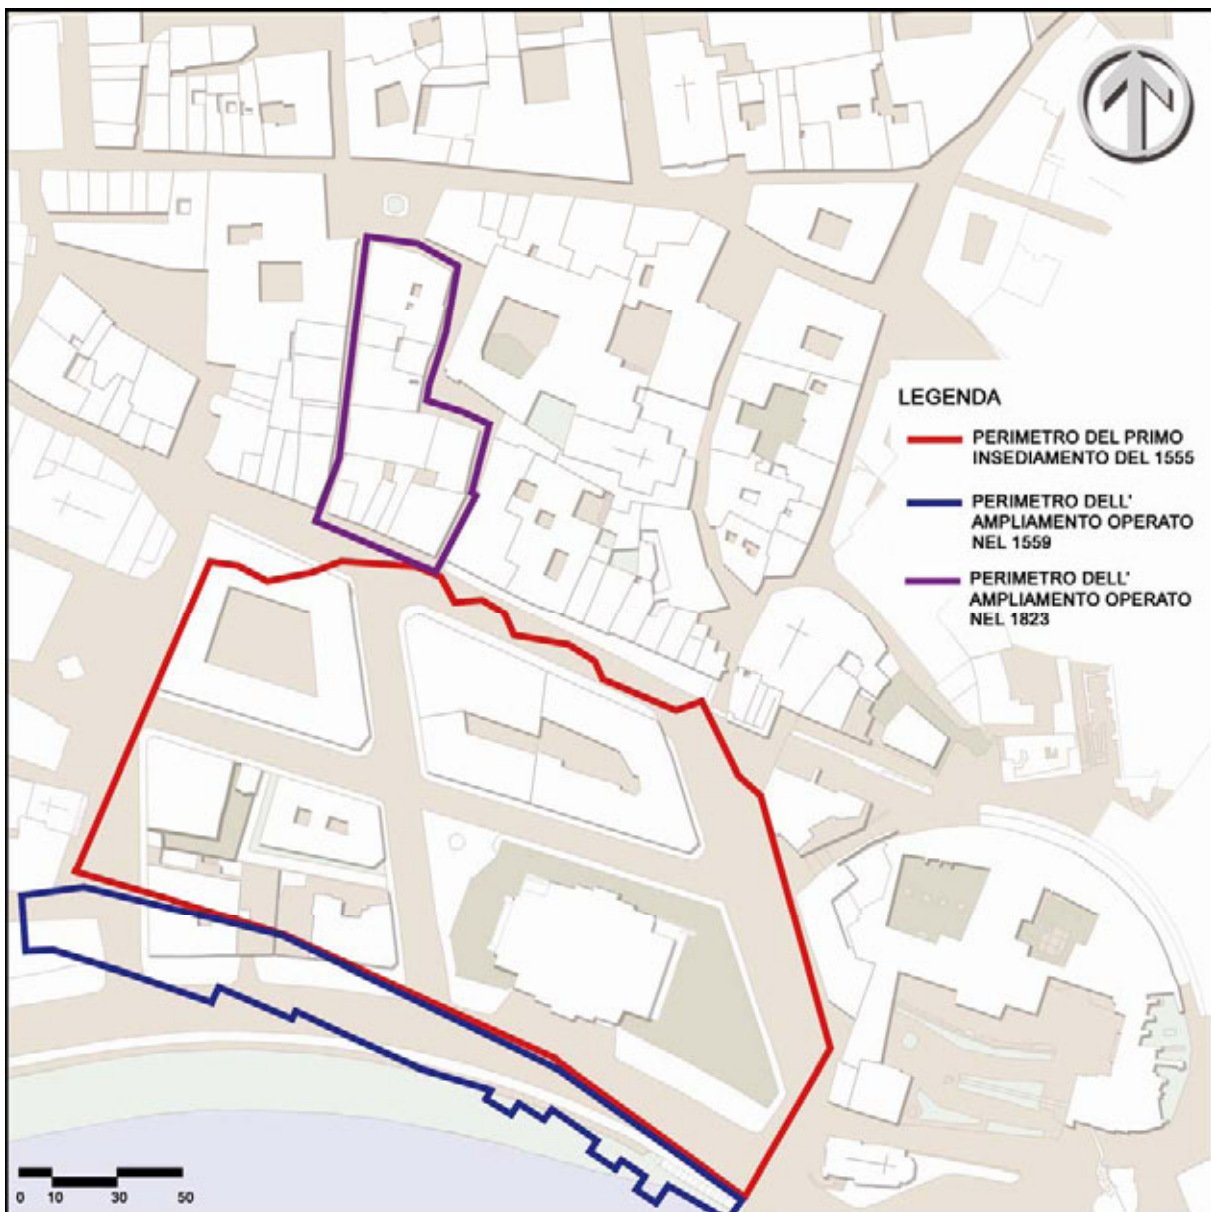 LEGENDA
PERIMETRO DEL PRIMO
INSEDIAMENTO DEL 1555
PERIMETRO DELL'
AMPLIAMENTO OPERATO
NEL 1559
PERIMETRO DELL'
AMPLIAMENTO OPERATO
NEL 1823
0 10 30 50